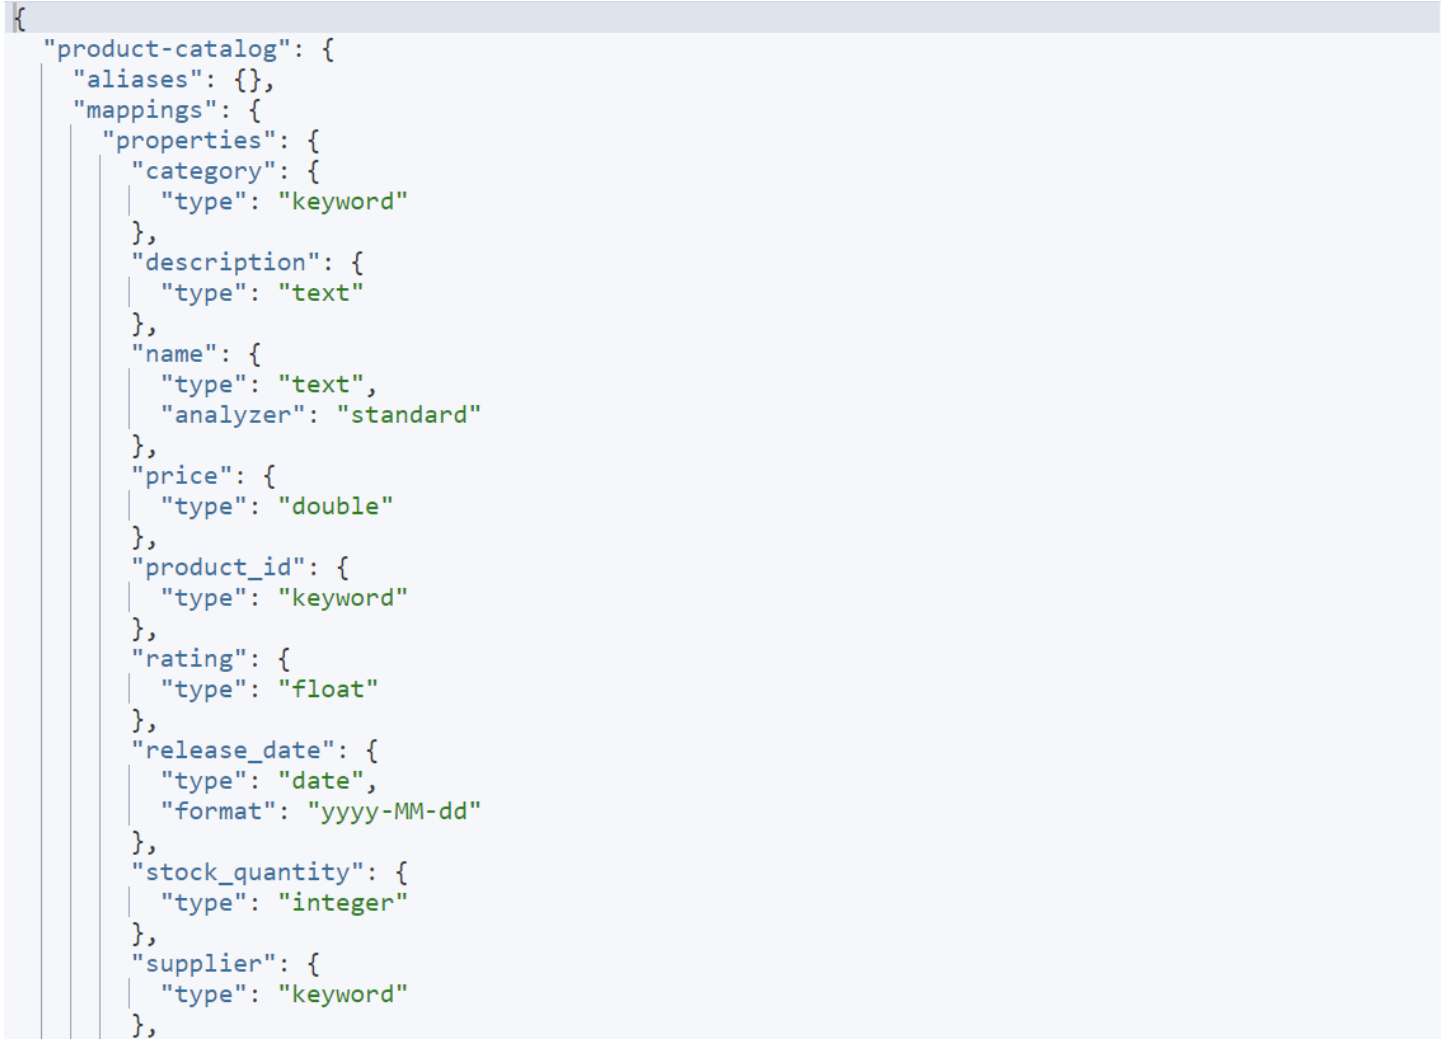 {
"product-catalog": {
"aliases": {},
"mappings": {
"properties": {
"category": {
"type": "keyword"
},
"description": {
"type": "text"
},
"name": {
"type": "text",
"analyzer": "standard"
},
"price": {
"type": "double"
},
"product_id": {
"type": "keyword"
},
"rating": {
"type": "float"
},
"release_date": {
"type": "date",
"format": "yyyy-MM-dd"
},
"stock_quantity": {
"type": "integer"
},
"supplier": {
"type": "keyword"
},